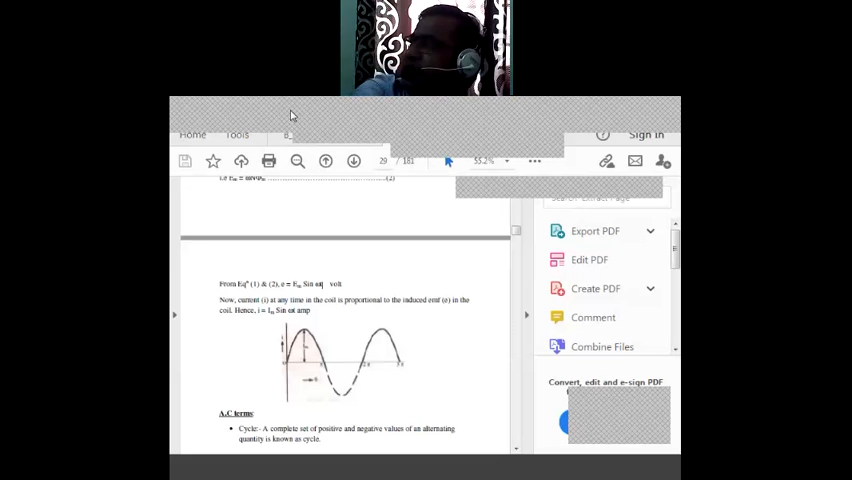 Home Tools
Sign In
29 / 181
55.2%
i.e Em = 
(2)
Export PDF
Edit PDF
Create PDF
Comment
Combine Files
Convert, edit and e-sign PDF
From Eqⁿ (1) & (2), e = Em Sin ωt volt
Now, current (i) at any time in the coil is proportional to the induced emf (e) in the
coil. Hence, i = Im Sin ωt amp
A.C terms:
• Cycle:- A complete set of positive and negative values of an alternating
quantity is known as cycle.